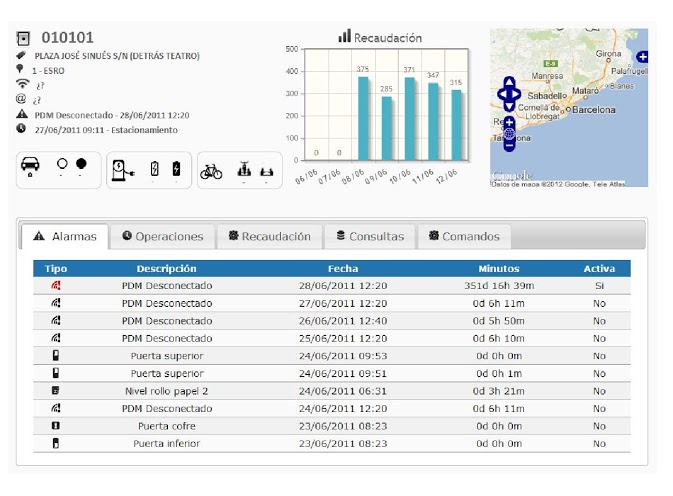 010101
PLAZA JOSÉ SINUÉS S/N (DETRÁS TEATRO)
1 - ESRO
¿?
@ ¿?
PDM Desconectado - 28/06/2011 12:20
27/06/2011 09:11 - Estacionamiento
Recaudación
500
400
300
200
100
0
0 0 375 285 371 347 315
06/06 07/06 08/06 09/06 10/06 11/06 12/06
Girona
E-9
Manresa
Palafrugell
Blanes
Sabadello
Mataró
Cornellà de
Llobregat
Barcelona
Re
Tarragona
Google
Datos de mapa ©2012 Google, Tele Atlas
Alarmas Operaciones Recaudación Consultas Comandos
Tipo Descripción Fecha Minutos Activa
PDM Desconectado 28/06/2011 12:20 351d 16h 39m Si
PDM Desconectado 27/06/2011 12:20 0d 6h 11m No
PDM Desconectado 26/06/2011 12:40 0d 5h 50m No
PDM Desconectado 25/06/2011 12:20 0d 6h 10m No
Puerta superior 24/06/2011 09:53 0d 0h 0m No
Puerta superior 24/06/2011 09:51 0d 0h 1m No
Nivel rollo papel 2 24/06/2011 06:31 0d 3h 21m No
PDM Desconectado 24/06/2011 12:20 0d 6h 11m No
Puerta cofre 23/06/2011 08:23 0d 0h 0m No
Puerta inferior 23/06/2011 08:23 0d 0h 0m No